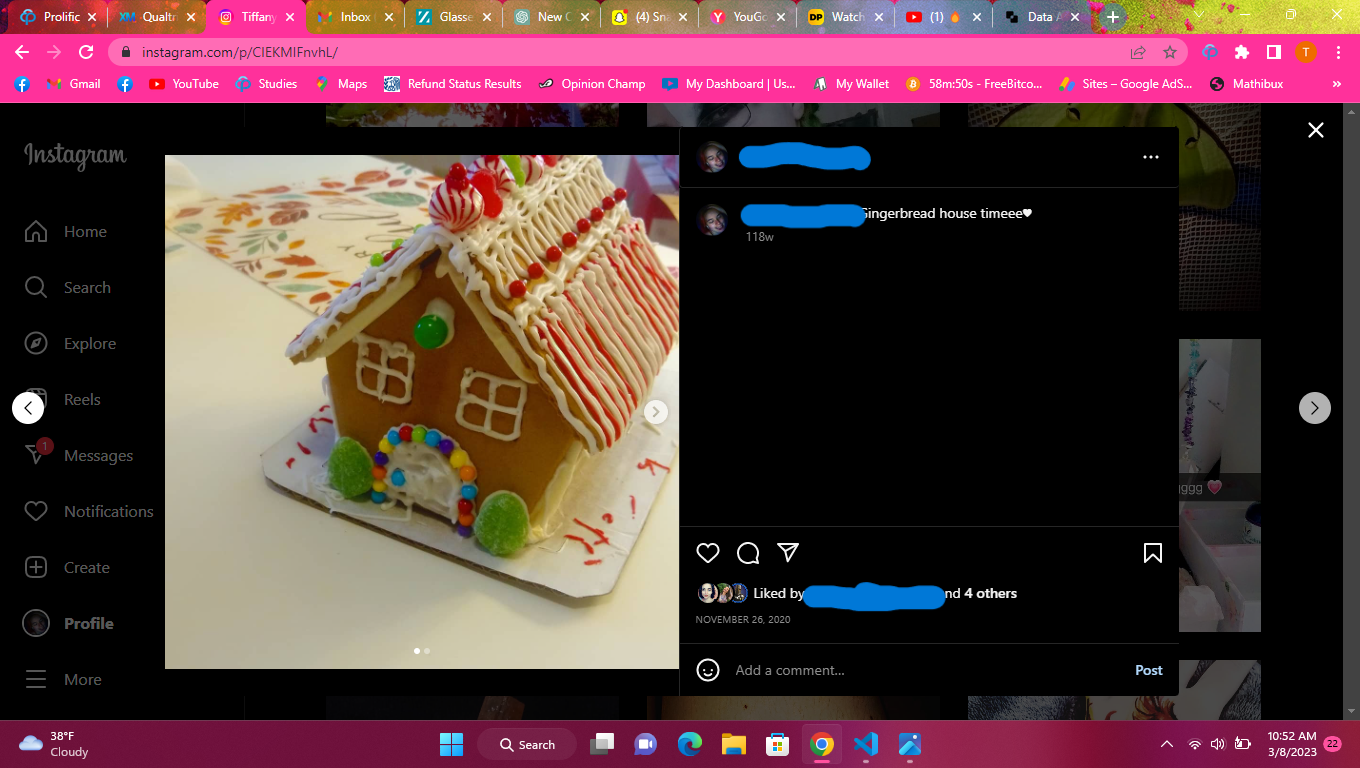 Prolific
Qualtr
Tiffany
Inbox
Glasse
New C
(4) Sna
YouGo
DP
Watch
(1)
Data A
instagram.com/p/CIEKMIFnvhL/
T
Gmail
YouTube
Studies
Maps
Refund Status Results
Opinion Champ
My Dashboard | Us...
My Wallet
58m:50s - FreeBitco...
Sites – Google AdS...
Mathibux
»
Instagram
Home
Search
Explore
Reels
1
Messages
Notifications
Create
Profile
More
Gingerbread house timeee♥
118w
ggg
Liked by
nd 4 others
NOVEMBER 26, 2020
Add a comment...
Post
38°F
Cloudy
Search
10:52 AM
3/8/2023
22